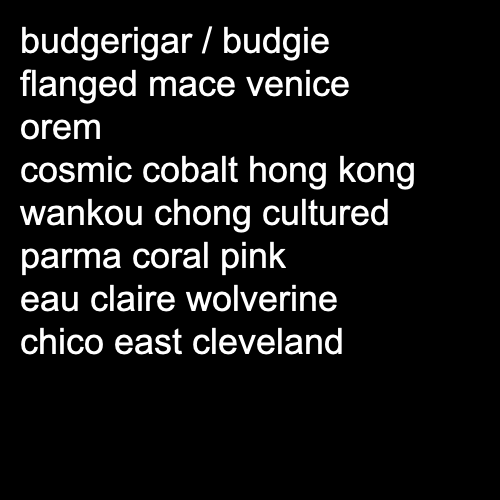 budgerigar / budgie
flanged mace venice
orem
cosmic cobalt hong kong
wankou chong cultured
parma coral pink
eau claire wolverine
chico east cleveland